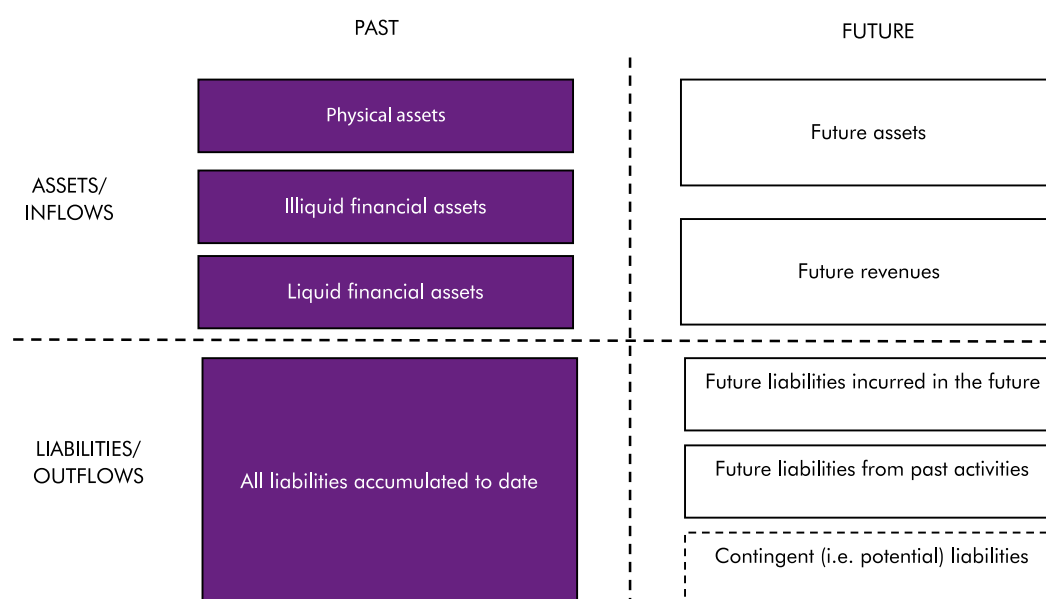 PAST
FUTURE
ASSETS/
INFLOWS
Physical assets
Illiquid financial assets
Liquid financial assets
Future assets
Future revenues
LIABILITIES/
OUTFLOWS
All liabilities accumulated to date
Future liabilities incurred in the future
Future liabilities from past activities
Contingent (i.e. potential) liabilities